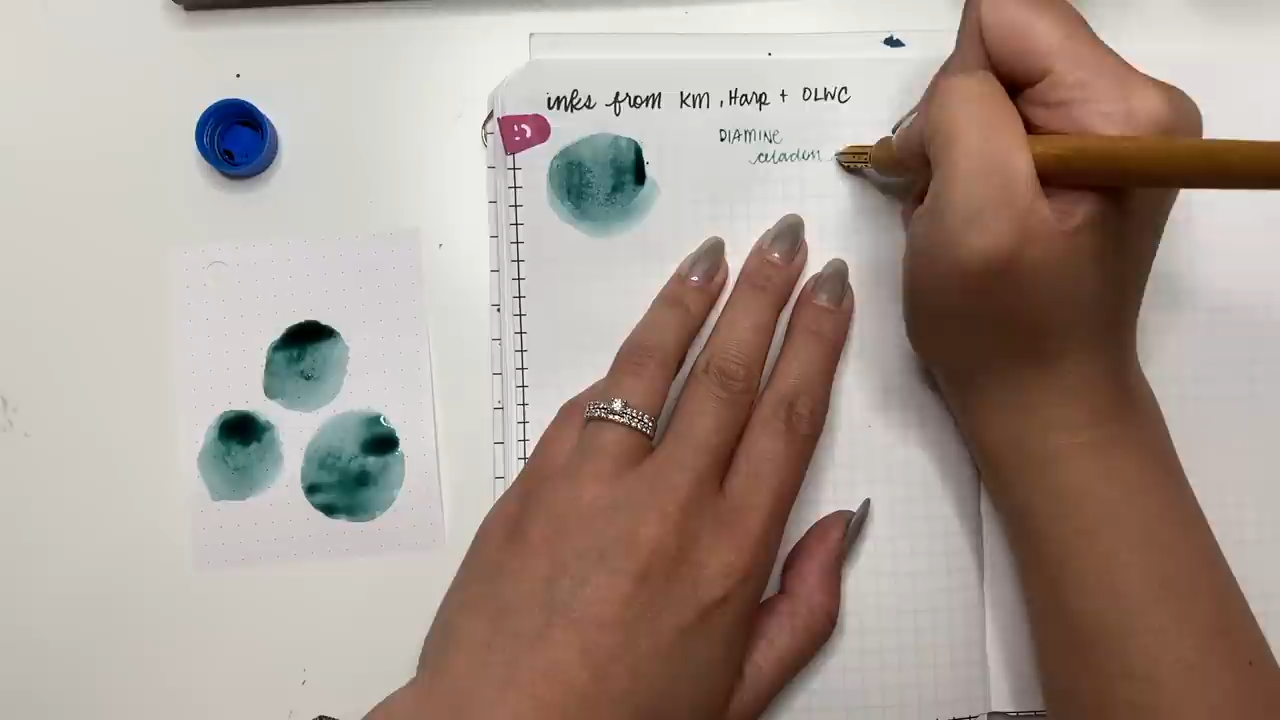 inks from KM, Harp + OLWC
DIAMINE
celadon